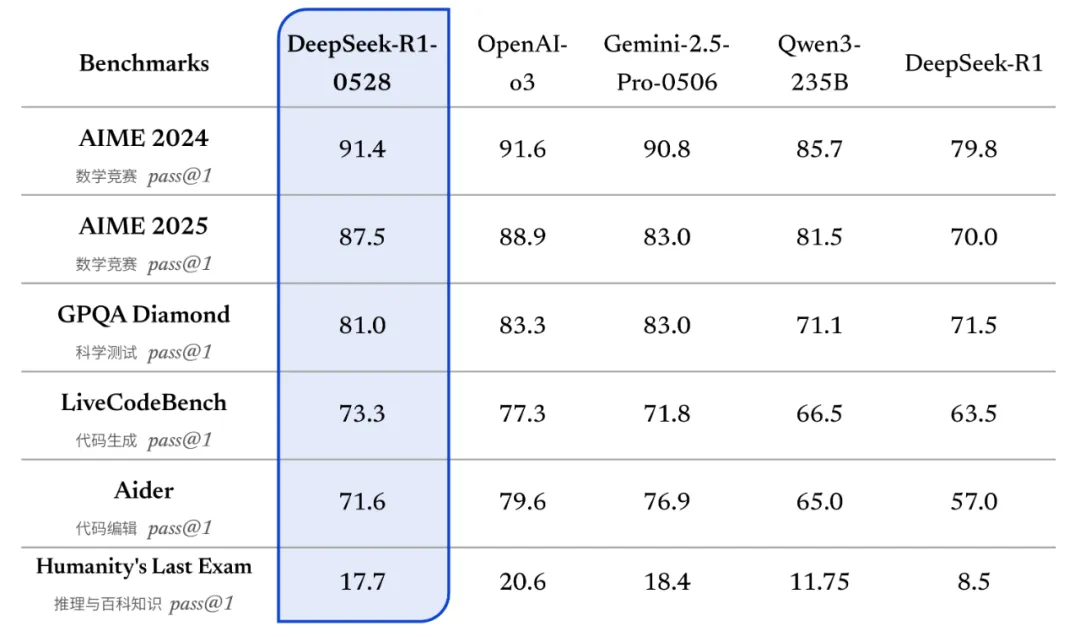 Benchmarks
DeepSeek-R1-
0528
OpenAI-
o3
Gemini-2.5-
Pro-0506
Qwen3-
235B
DeepSeek-R1
AIME 2024
数学竞赛 pass@1
91.4
91.6
90.8
85.7
79.8
AIME 2025
数学竞赛 pass@1
87.5
88.9
83.0
81.5
70.0
GPQA Diamond
科学测试 pass@1
81.0
83.3
83.0
71.1
71.5
LiveCodeBench
代码生成 pass@1
73.3
77.3
71.8
66.5
63.5
Aider
代码编辑 pass@1
71.6
79.6
76.9
65.0
57.0
Humanity's Last Exam
推理与百科知识 pass@1
17.7
20.6
18.4
11.75
8.5